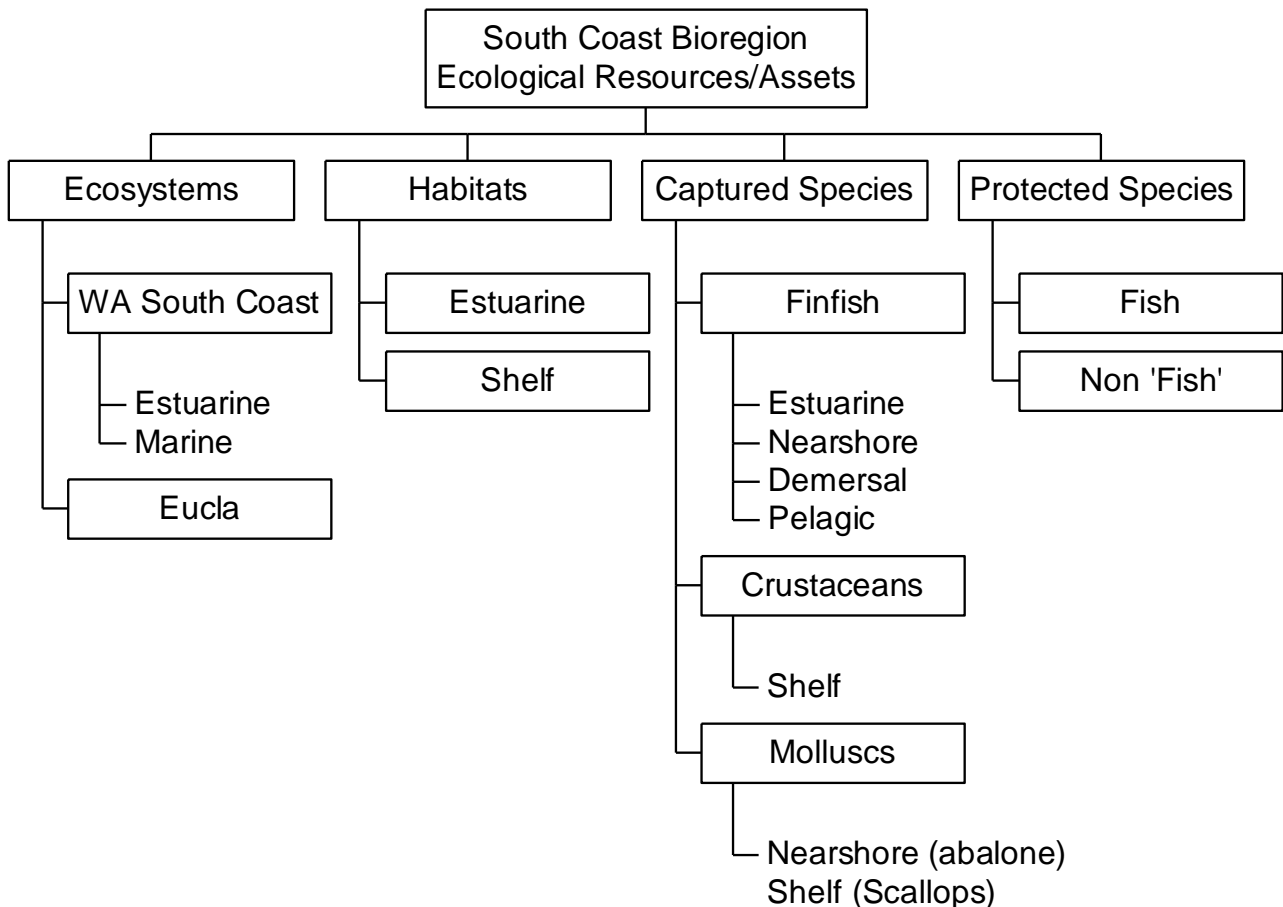 South Coast Bioregion
Ecological Resources/Assets
Ecosystems
WA South Coast
Estuarine
Marine
Eucla
Habitats
Estuarine
Shelf
Captured Species
Finfish
Estuarine
Nearshore
Demersal
Pelagic
Crustaceans
Shelf
Molluscs
Nearshore (abalone)
Shelf (Scallops)
Protected Species
Fish
Non 'Fish'